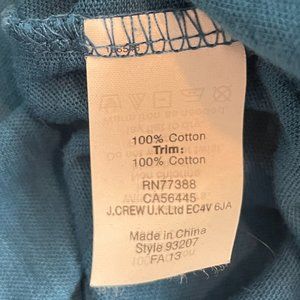 100% Cotton
Trim:
100% Cotton
RN77388
CA56445
J.CREW U.K.Ltd EC4V 6JA
Made in China
Style 93207
FA 13